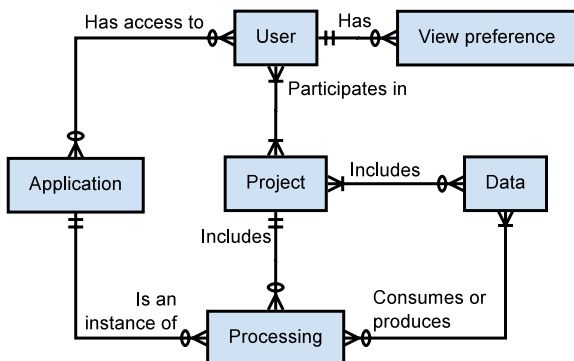 Has access to
User
Has
View preference
Participates in
Application
Project
Includes
Data
Includes
Is an
instance of
Processing
Consumes or
produces